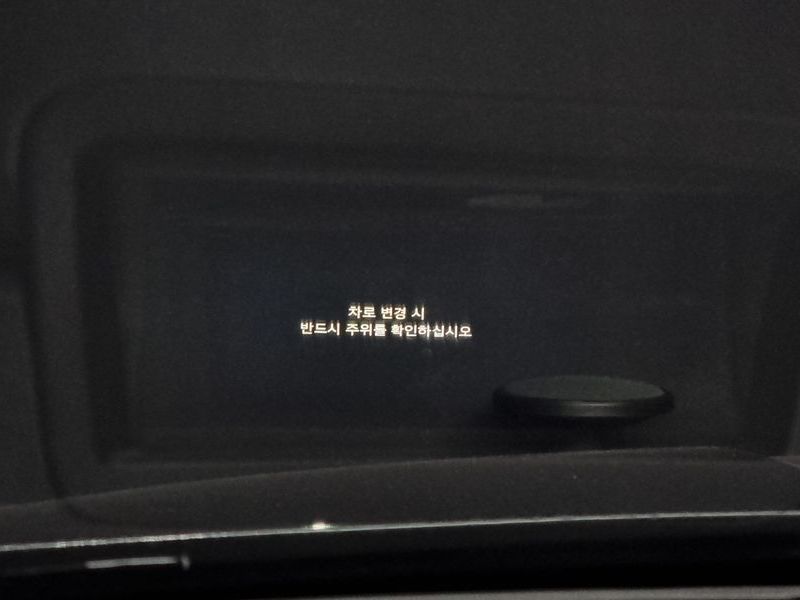 차로 변경 시
반드시 주위를 확인하십시오